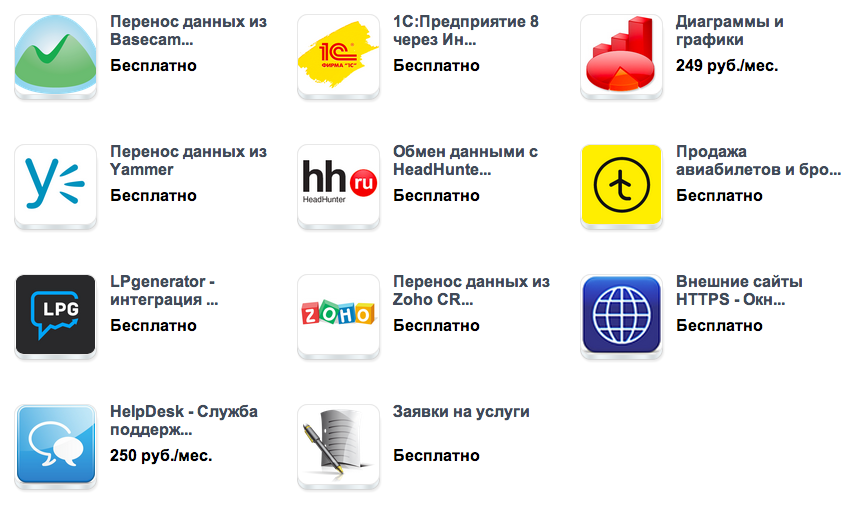 Перенос данных из
Basecam...
Бесплатно
1С
ФИРМА "1С"
1С:Предприятие 8
через Ин...
Бесплатно
Диаграммы и
графики
249 руб./мес.
Перенос данных из
Yammer
Бесплатно
hh ru
HeadHunter
Обмен данными с
HeadHunte...
Бесплатно
Продажа
авиабилетов и бро...
Бесплатно
LPG
LPgenerator -
интеграция ...
Бесплатно
ZOHO
Перенос данных из
Zoho CR...
Бесплатно
Внешние сайты
HTTPS - Окн...
Бесплатно
HelpDesk - Служба
поддерж...
250 руб./мес.
Заявки на услуги
Бесплатно